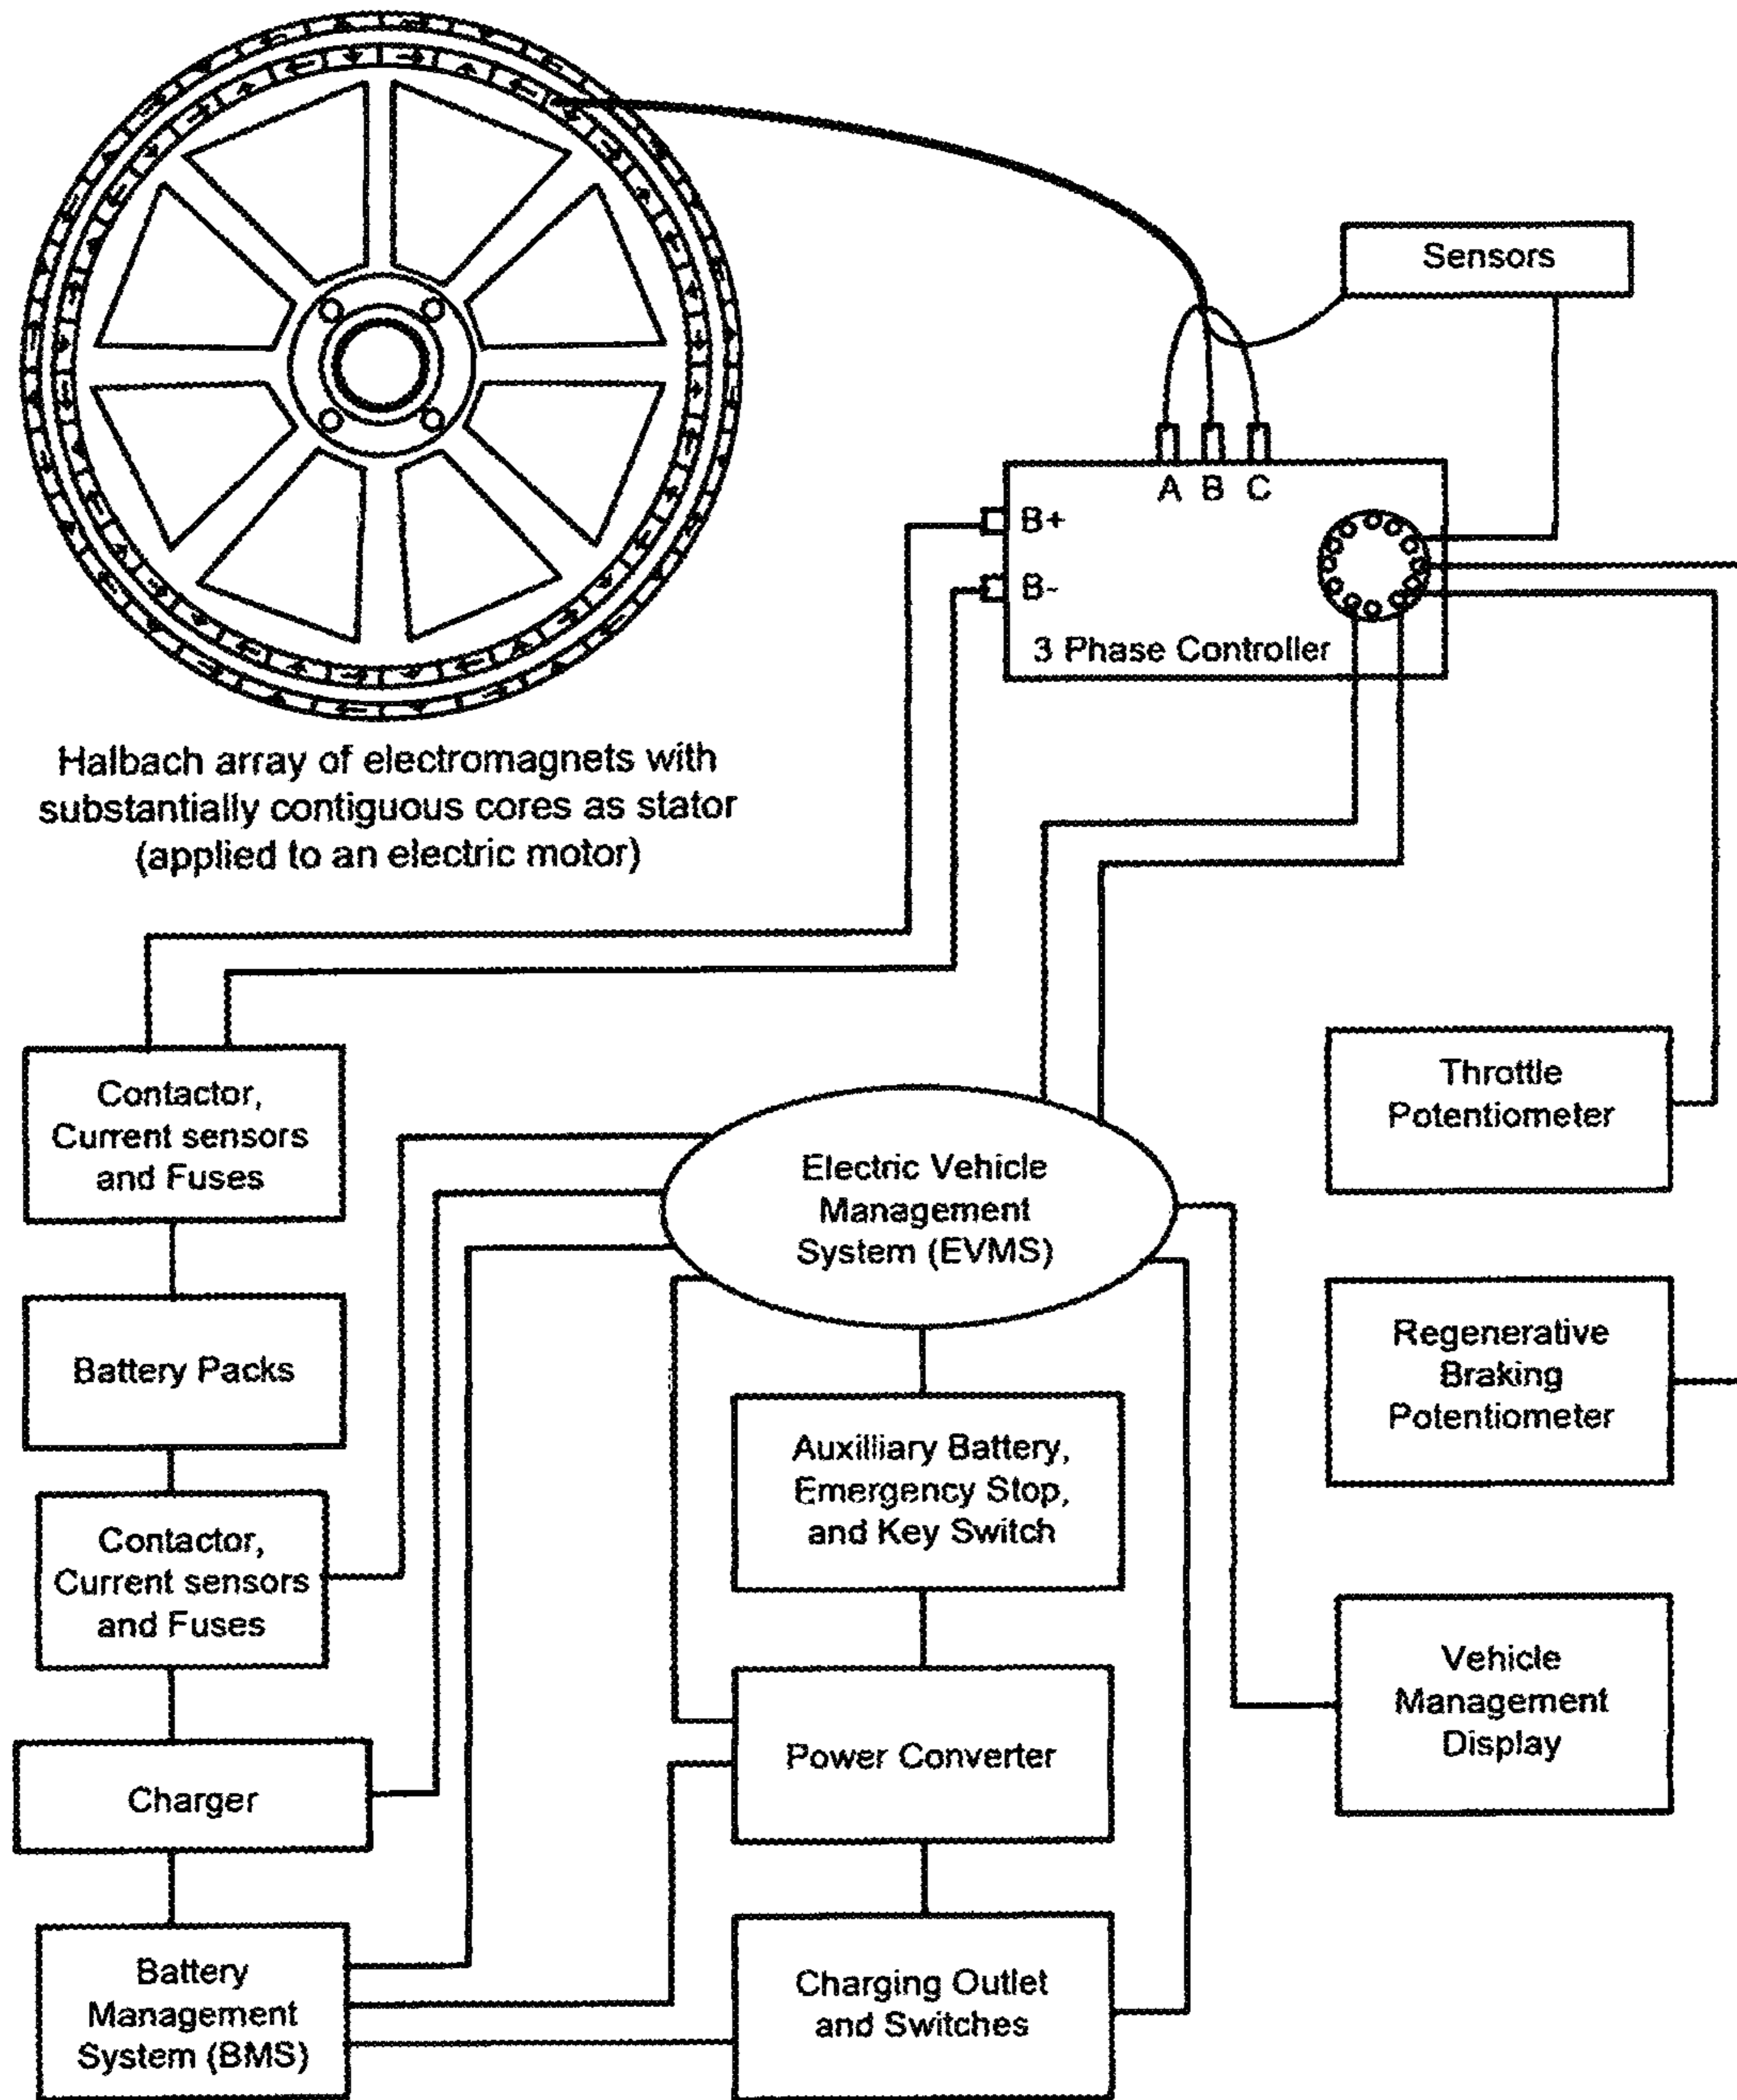 Sensors
A B C
B+
B-
3 Phase Controller
Halbach array of electromagnets with
substantially contiguous cores as stator
(applied to an electric motor)
Contactor,
Current sensors
and Fuses
Electric Vehicle
Management
System (EVMS)
Throttle
Potentiometer
Battery Packs
Regenerative
Braking
Potentiometer
Auxilliary Battery,
Emergency Stop,
and Key Switch
Contactor,
Current sensors
and Fuses
Vehicle
Management
Display
Power Converter
Charger
Battery
Management
System (BMS)
Charging Outlet
and Switches